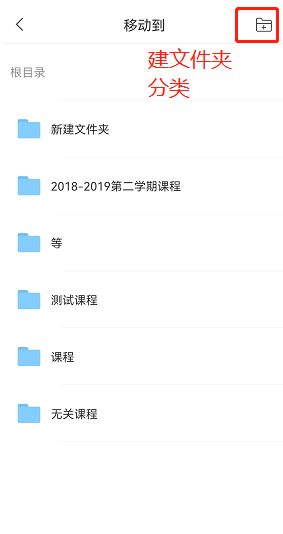 移动到
建文件夹
分类
根目录
新建文件夹
2018-2019第二学期课程
等
测试课程
课程
无关课程